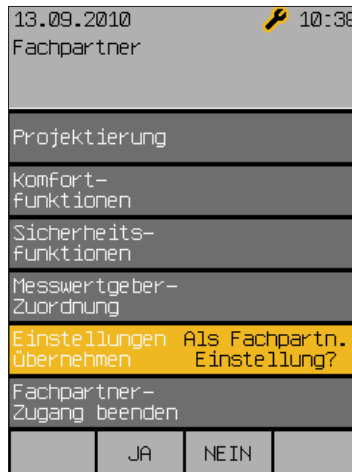 13.09.2010 10:38
Fachpartner
Projektierung
Komfort-
funktionen
Sicherheits-
funktionen
Messwertgeber-
Zuordnung
Einstellungen Als Fachpartn.
übernehmen Einstellung?
Fachpartner-
Zugang beenden
JA NEIN